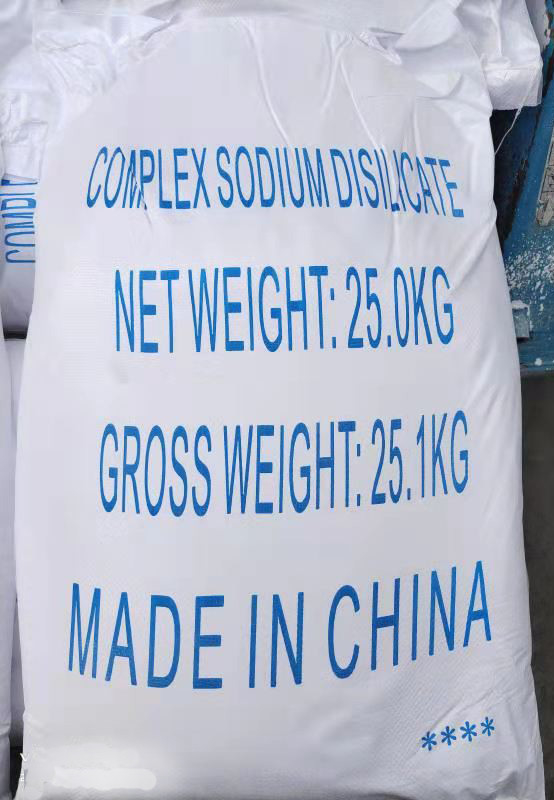 COMPLEX SODIUM DISILICATE
NET WEIGHT: 25.0KG
GROSS WEIGHT: 25.1KG
MADE IN CHINA
****